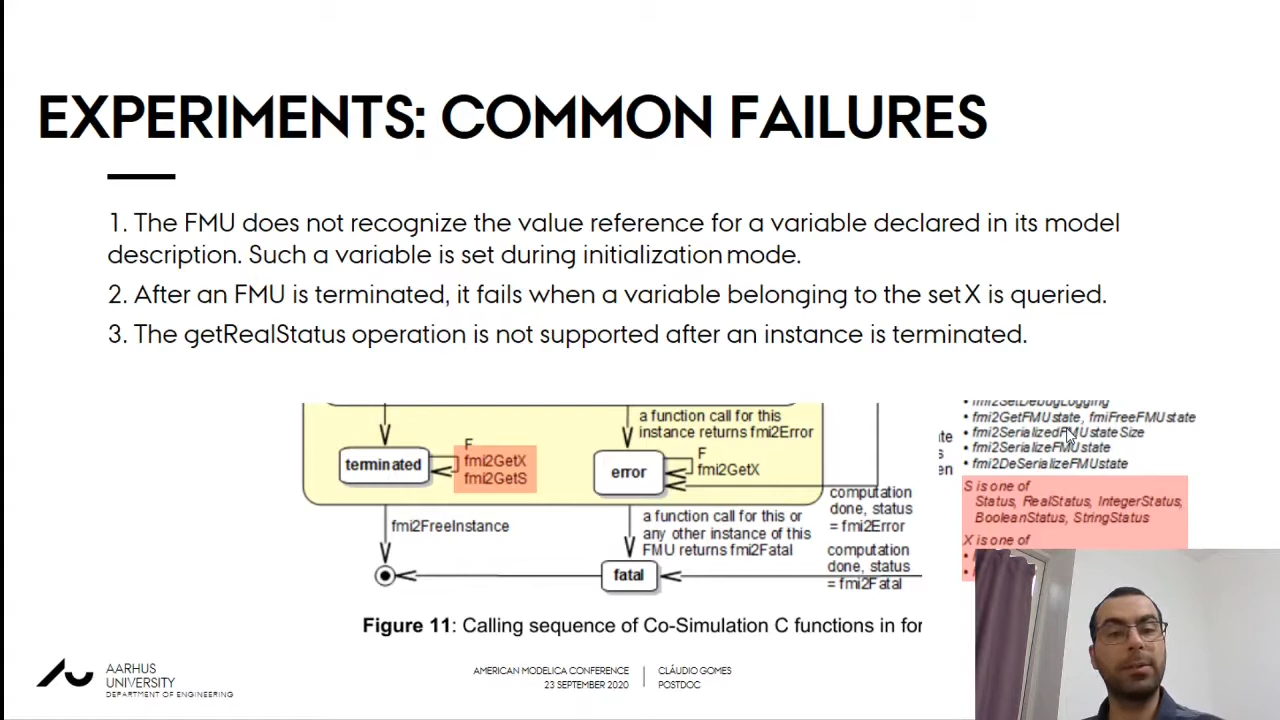 EXPERIMENTS: COMMON FAILURES
1. The FMU does not recognize the value reference for a variable declared in its model
description. Such a variable is set during initialization mode.
2. After an FMU is terminated, it fails when a variable belonging to the set X is queried.
3. The getRealStatus operation is not supported after an instance is terminated.
a function call for this
instance returns fmi2Error
terminated
F
fmi2GetX
fmi2GetS
error
F
fmi2GetX
computation
done, status
= fmi2Error
fmi2FreeInstance
a function call for this or
any other instance of this
FMU returns fmi2Fatal
computation
done, status
= fmi2Fatal
fatal
• fmi2SetDebugLogging
• fmi2GetFMUstate, fmiFreeFMUstate
• fmi2SerializedFMUstateSize
• fmi2SerializeFMUstate
• fmi2DeSerializeFMUstate
S is one of
Status, RealStatus, IntegerStatus,
BooleanStatus, StringStatus
X is one of
Figure 11: Calling sequence of Co-Simulation C functions in for
AARHUS
UNIVERSITY
DEPARTMENT OF ENGINEERING
AMERICAN MODELICA CONFERENCE
23 SEPTEMBER 2020
CLÁUDIO GOMES
POSTDOC